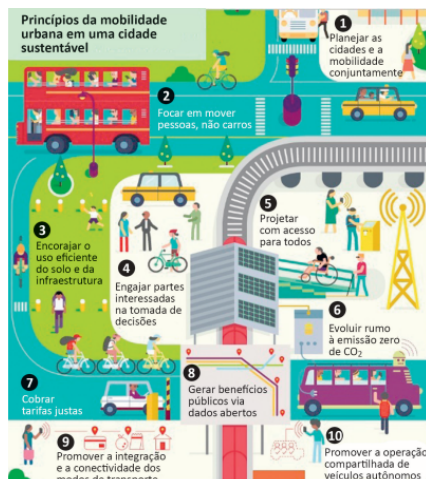 Princípios da mobilidade
urbana em uma cidade
sustentável
1
Planejar as
cidades e a
mobilidade
conjuntamente
2
Focar em mover
pessoas, não carros
3
Encorajar o
uso eficiente
do solo e da
infraestrutura
4
Engajar partes
interessadas
na tomada de
decisões
5
Projetar
com acesso
para todos
6
Evoluir rumo
à emissão zero
de CO₂
7
Cobrar
tarifas justas
8
Gerar benefícios
públicos via
dados abertos
9
Promover a integração
e a conectividade dos
modos de transporte
10
Promover a operação
compartilhada de
veículos autônomos